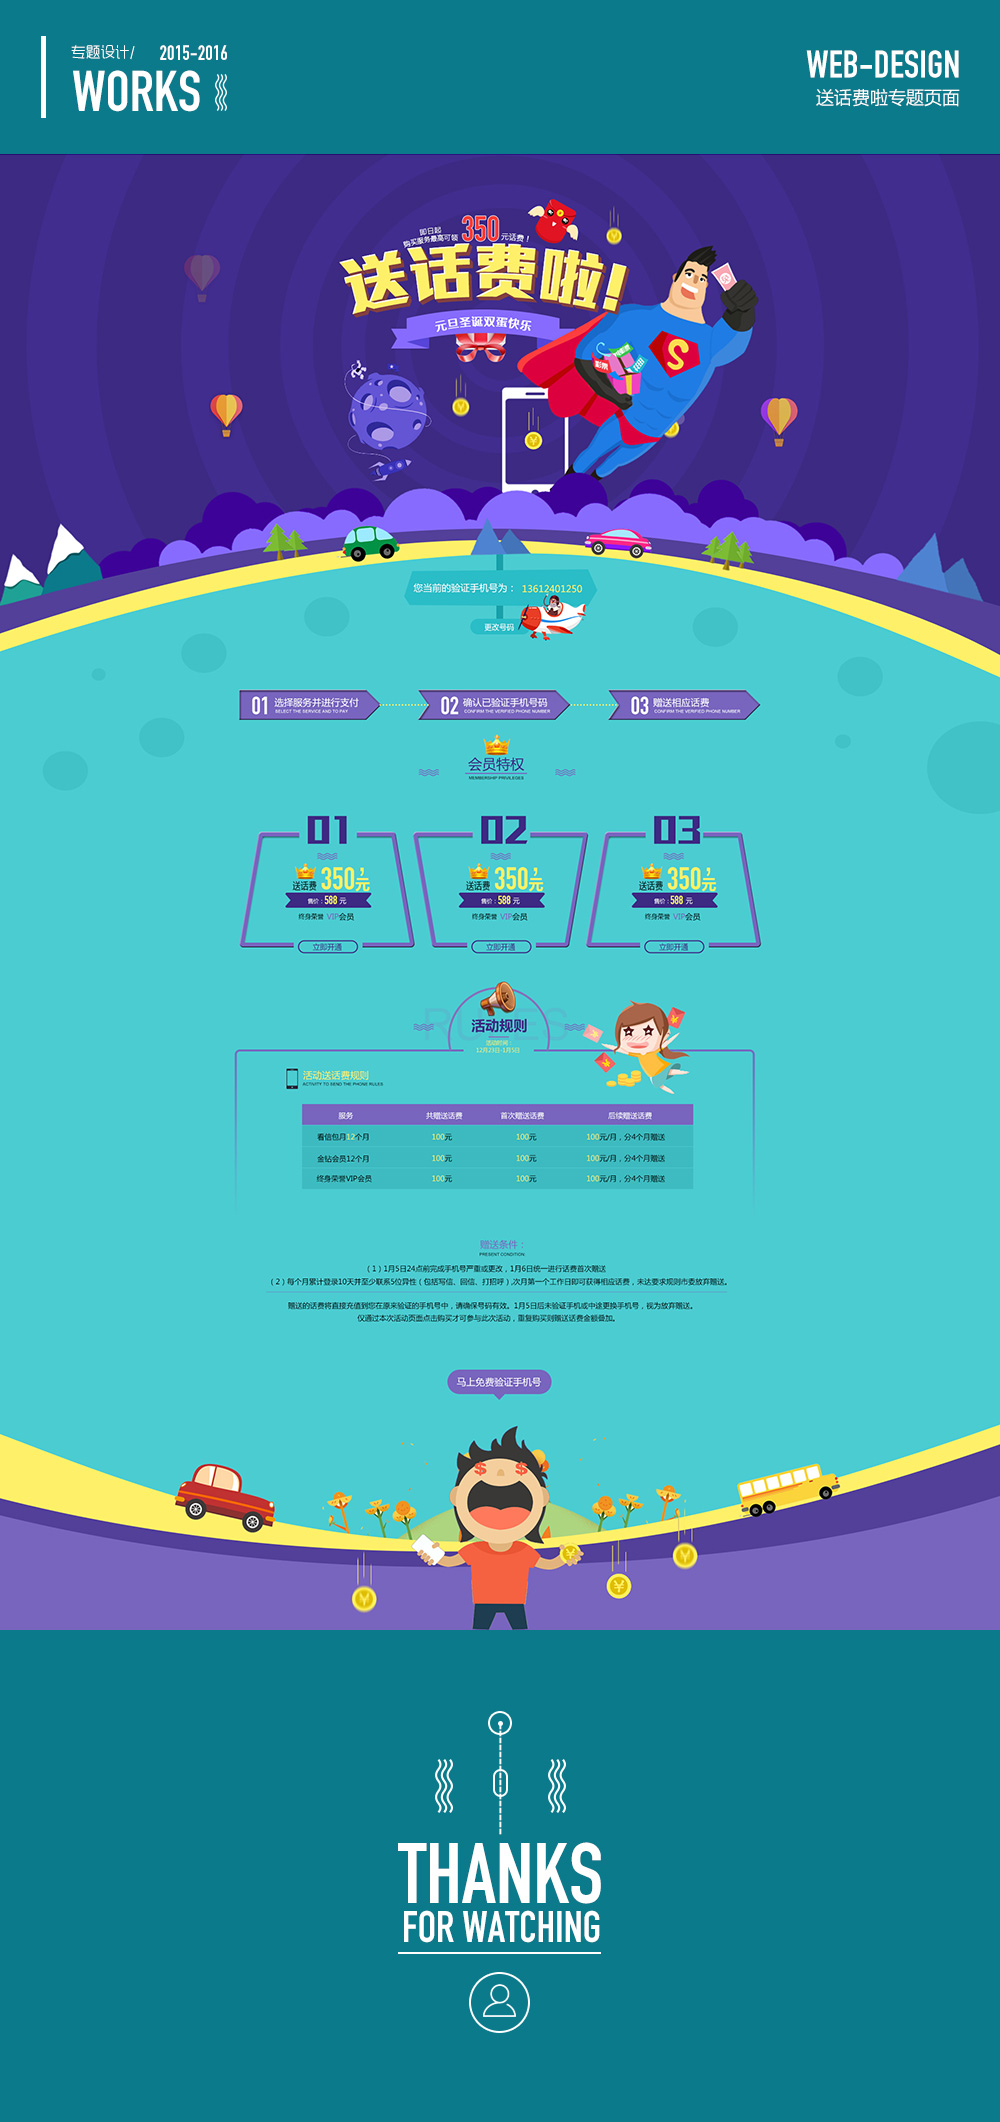 专题设计/ 2015-2016
WORKS
WEB-DESIGN
送话费啦专题页面
即日起
购买服务最高可领350元话费！
送话费啦!
元旦圣诞双蛋快乐
S
您当前的验证手机号为： 13612401250
更改号码
01 选择服务并进行支付
SELECT THE SERVICE AND TO PAY
02 确认已验证手机号码
CONFIRM THE VERIFIED PHONE NUMBER
03 赠送相应话费
CONFIRM THE VERIFIED PHONE NUMBER
会员特权
MEMBERSHIP PRIVILEGES
01
送话费 350元
售价：588 元
终身荣誉 VIP会员
立即开通
02
送话费 350元
售价：588 元
终身荣誉 VIP会员
立即开通
03
送话费 350元
售价：588 元
终身荣誉 VIP会员
立即开通
RULES
活动规则
活动时间
12月23日-1月5日
活动送话费规则
ACTIVITY TO SEND THE PHONE RULES
服务 共赠送话费 首次赠送话费 后续赠送话费
看信包月12个月 100元 100元 100元/月，分4个月赠送
金钻会员12个月 100元 100元 100元/月，分4个月赠送
终身荣誉VIP会员 100元 100元 100元/月，分4个月赠送
赠送条件：
PRESENT CONDITION
（1）1月5日24点前完成手机号严重或更改，1月6日统一进行话费首次赠送
（2）每个月累计登录10天并至少联系5位异性（包括写信、回信、打招呼）,次月第一个工作日即可获得相应话费，未达要求规则市委放弃赠送。
赠送的话费将直接充值到您在原来验证的手机号中，请确保号码有效。1月5日后未验证手机或中途更换手机号，视为放弃赠送。
仅通过本次活动页面点击购买才可参与此次活动，重复购买则赠送话费金额叠加。
马上免费验证手机号
THANKS
FOR WATCHING